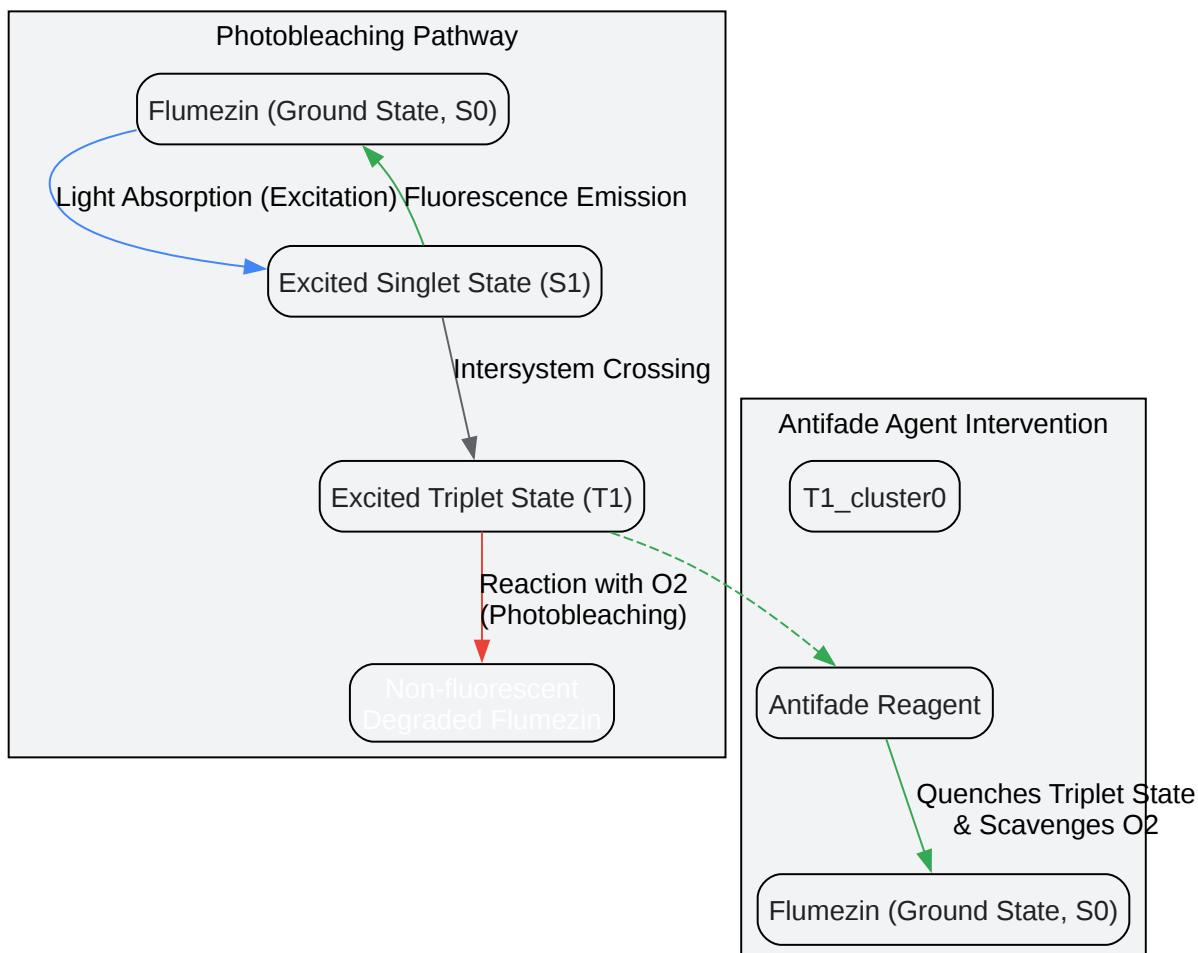 Photobleaching Pathway
Flumezin (Ground State, S0)
Light Absorption (Excitation)
Fluorescence Emission
Excited Singlet State (S1)
Intersystem Crossing
Excited Triplet State (T1)
Reaction with O2
(Photobleaching)
Non-fluorescent
Degraded Flumezin
Antifade Agent Intervention
T1_cluster0
Antifade Reagent
Quenches Triplet State
& Scavenges O2
Flumezin (Ground State, S0)